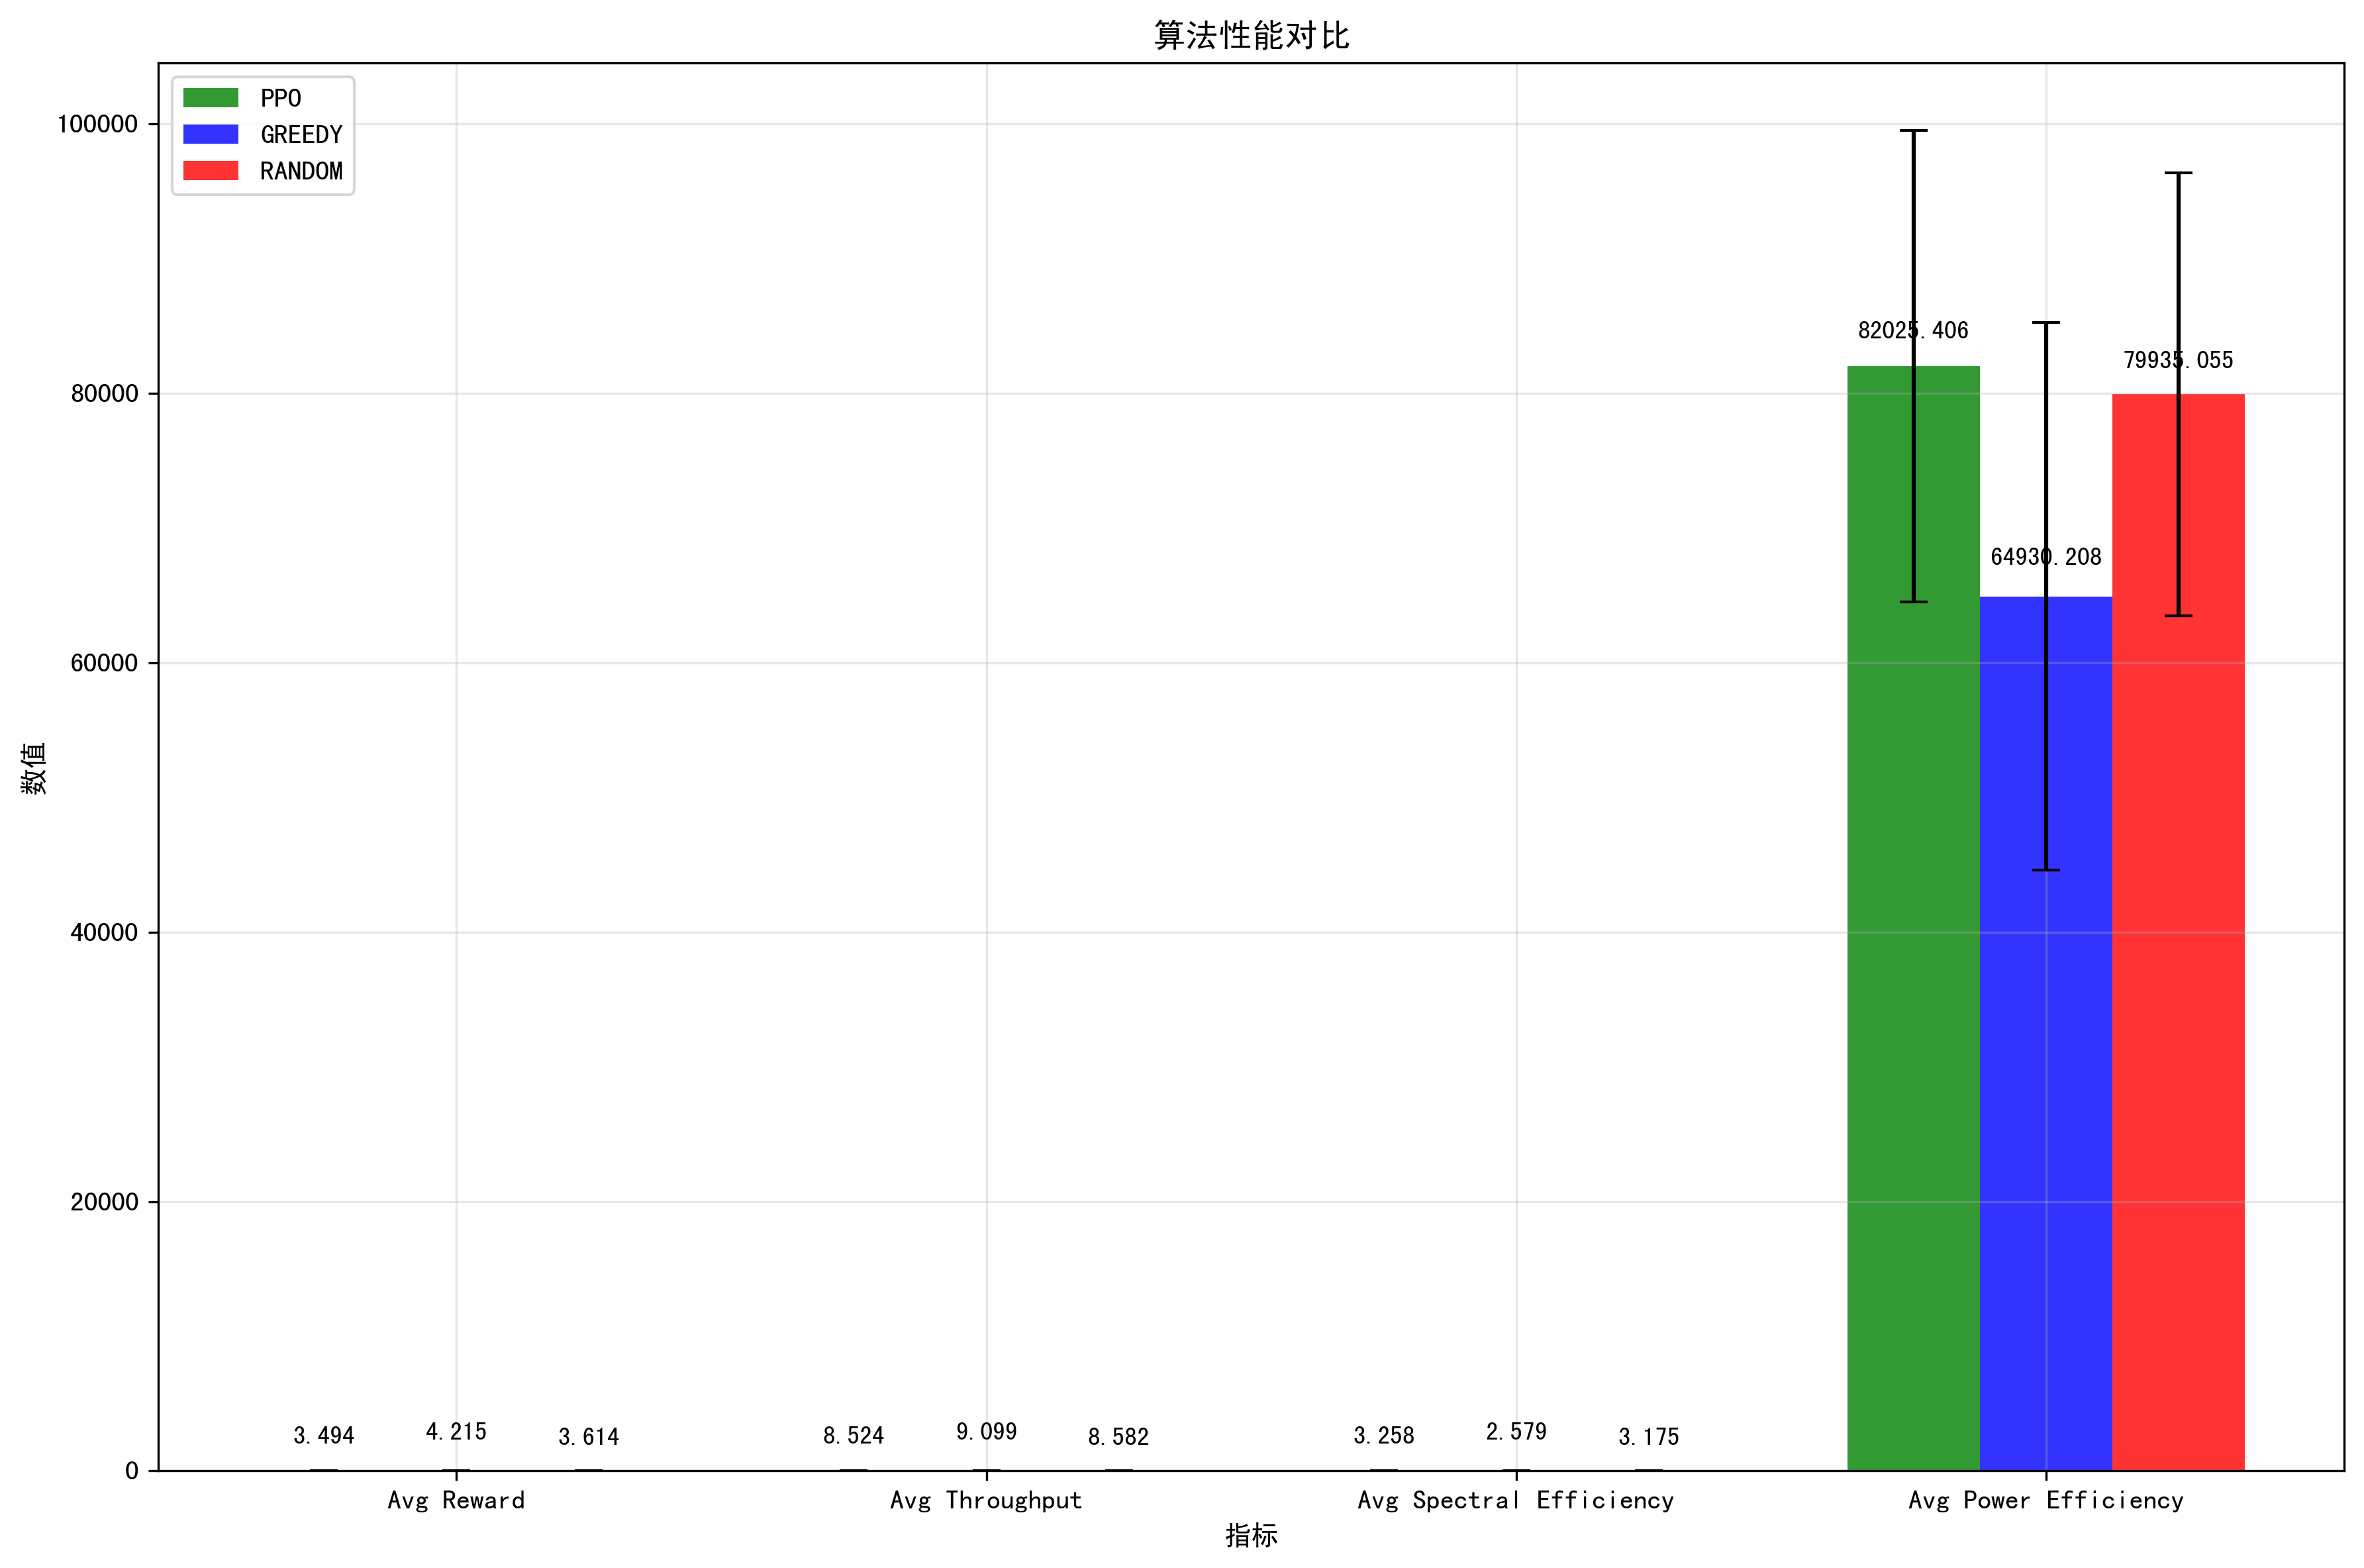 算法性能对比
PPO
GREEDY
RANDOM
数值
100000
80000
60000
40000
20000
0
3.494
4.215
3.614
8.524
9.099
8.582
3.258
2.579
3.175
82025.406
64930.208
79935.055
Avg Reward
Avg Throughput
Avg Spectral Efficiency
Avg Power Efficiency
指标